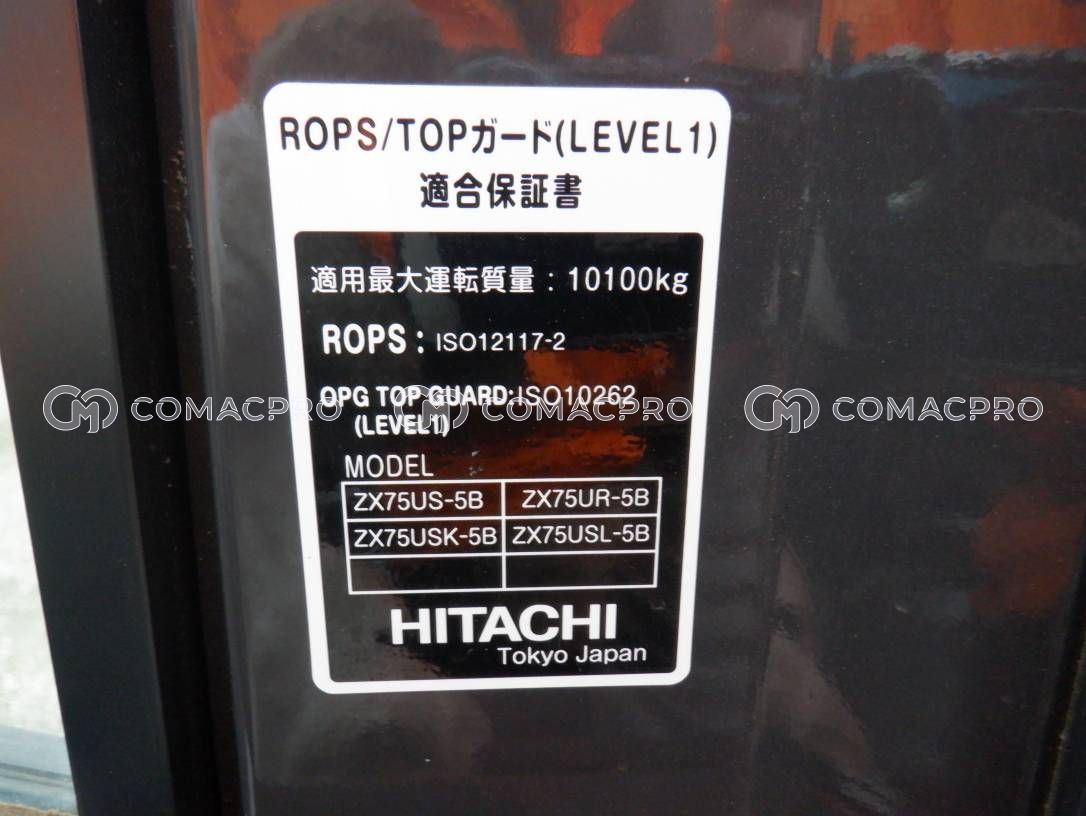 ROPS/TOPガード(LEVEL1)
適合保証書
適用最大運転質量：10100kg
ROPS：ISO12117-2
OPG TOP GUARD:ISO10262
(LEVEL1)
COMACPRO COMACPRO COMACPRO
MODEL
ZX75US-5B ZX75UR-5B
ZX75USK-5B ZX75USL-5B
HITACHI
Tokyo Japan